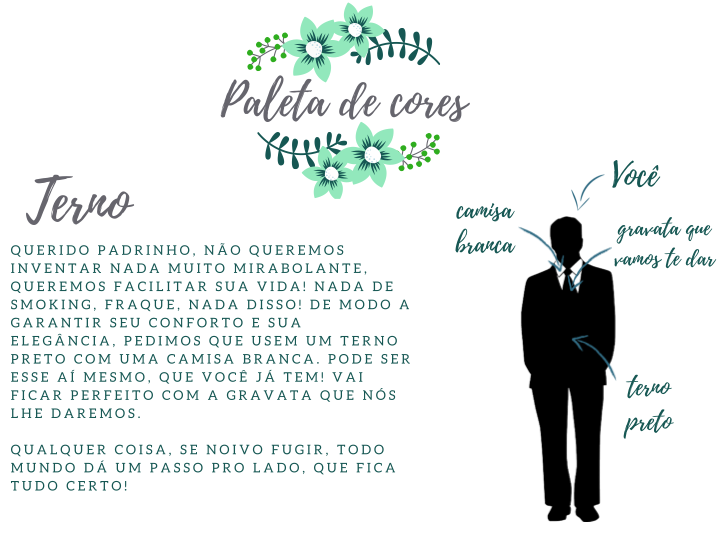 Paleta de cores
Terno
QUERIDO PADRINHO, NÃO QUEREMOS
INVENTAR NADA MUITO MIRABOLANTE,
QUEREMOS FACILITAR SUA VIDA! NADA DE
SMOKING, FRAQUE, NADA DISSO! DE MODO A
GARANTIR SEU CONFORTO E SUA
ELEGÂNCIA, PEDIMOS QUE USEM UM TERNO
PRETO COM UMA CAMISA BRANCA. PODE SER
ESSE AÍ MESMO, QUE VOCÊ JÁ TEM! VAI
FICAR PERFEITO COM A GRAVATA QUE NÓS
LHE DAREMOS.
QUALQUER COISA, SE NOIVO FUGIR, TODO
MUNDO DÁ UM PASSO PRO LADO, QUE FICA
TUDO CERTO!
Você
camisa
branca
gravata que
vamos te dar
terno
preto